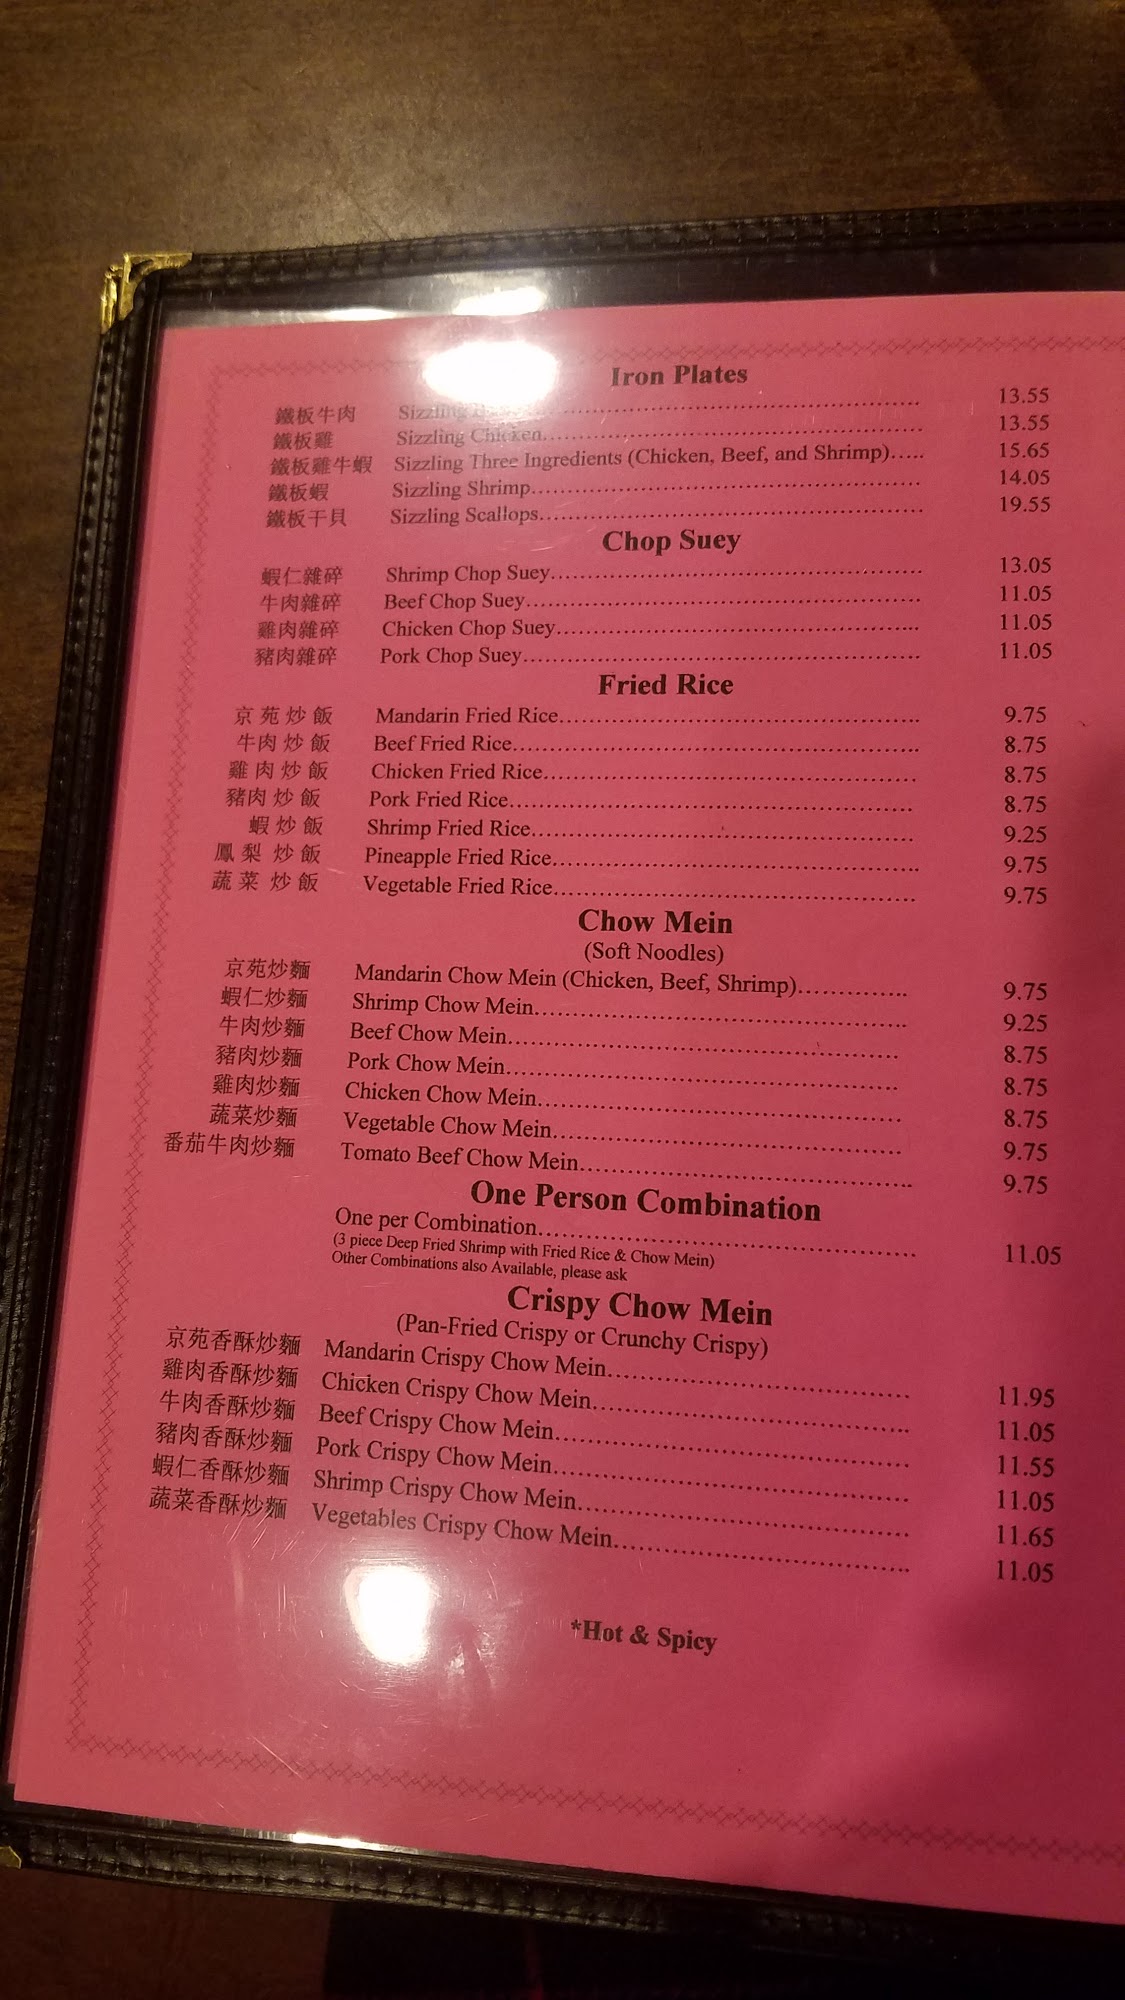 Iron Plates
鐵板牛肉 Sizzling ........ 13.55
鐵板雞 Sizzling Chicken........ 13.55
鐵板雞牛蝦 Sizzling Three Ingredients (Chicken, Beef, and Shrimp)..... 15.65
鐵板蝦 Sizzling Shrimp........ 14.05
鐵板干貝 Sizzling Scallops........ 19.55
Chop Suey
蝦仁雜碎 Shrimp Chop Suey........ 13.05
牛肉雜碎 Beef Chop Suey........ 11.05
雞肉雜碎 Chicken Chop Suey........ 11.05
豬肉雜碎 Pork Chop Suey........ 11.05
Fried Rice
京苑炒飯 Mandarin Fried Rice........ 9.75
牛肉炒飯 Beef Fried Rice........ 8.75
雞肉炒飯 Chicken Fried Rice........ 8.75
豬肉炒飯 Pork Fried Rice........ 8.75
蝦炒飯 Shrimp Fried Rice........ 9.25
鳳梨炒飯 Pineapple Fried Rice........ 9.75
蔬菜炒飯 Vegetable Fried Rice........ 9.75
Chow Mein
(Soft Noodles)
京苑炒麵 Mandarin Chow Mein (Chicken, Beef, Shrimp)........ 9.75
蝦仁炒麵 Shrimp Chow Mein........ 9.25
牛肉炒麵 Beef Chow Mein........ 8.75
豬肉炒麵 Pork Chow Mein........ 8.75
雞肉炒麵 Chicken Chow Mein........ 8.75
蔬菜炒麵 Vegetable Chow Mein........ 9.75
番茄牛肉炒麵 Tomato Beef Chow Mein........ 9.75
One Person Combination
One per Combination........ 11.05
(3 piece Deep Fried Shrimp with Fried Rice & Chow Mein)
Other Combinations also Available, please ask
Crispy Chow Mein
(Pan-Fried Crispy or Crunchy Crispy)
京苑香酥炒麵 Mandarin Crispy Chow Mein........ 11.95
雞肉香酥炒麵 Chicken Crispy Chow Mein........ 11.05
牛肉香酥炒麵 Beef Crispy Chow Mein........ 11.55
豬肉香酥炒麵 Pork Crispy Chow Mein........ 11.05
蝦仁香酥炒麵 Shrimp Crispy Chow Mein........ 11.65
蔬菜香酥炒麵 Vegetables Crispy Chow Mein........ 11.05
*Hot & Spicy